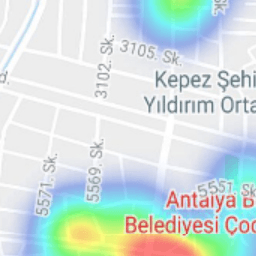 3105. Sk.
3102. Sk.
d.
Kepez Şehi
Yıldırım Orta
5571. Sk.
5569. Sk.
5551. Sk.
Antalya B
Belediyesi Çoc